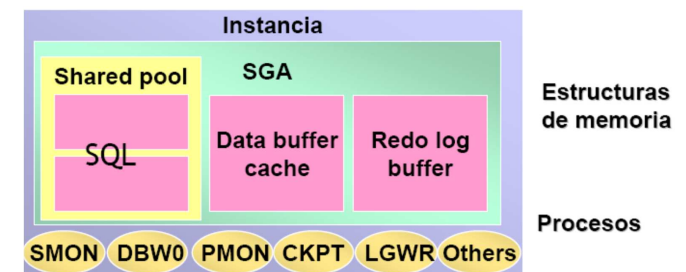 Instancia
SGA
Shared pool
SQL
Data buffer
cache
Redo log
buffer
Estructuras
de memoria
Procesos
SMON
DBW0
PMON
CKPT
LGWR
Others